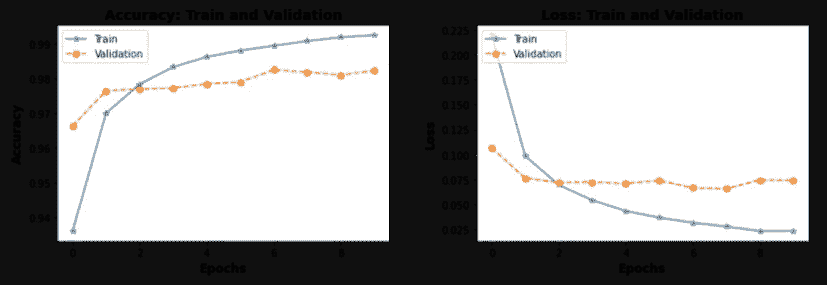 Accuracy: Train and Validation
Train
Validation
0.99
0.98
0.97
0.96
0.95
0.94
Accuracy
0 2 4 6 8
Epochs
Loss: Train and Validation
Train
Validation
0.225
0.200
0.175
0.150
0.125
0.100
0.075
0.050
0.025
Loss
0 2 4 6 8
Epochs